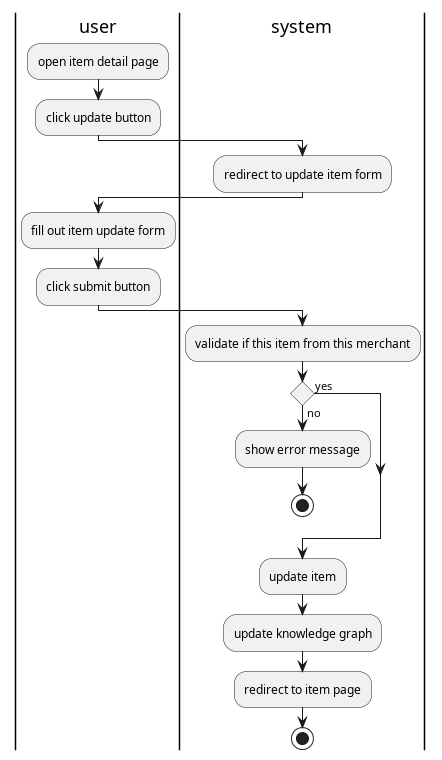 user
system
open item detail page
click update button
redirect to update item form
fill out item update form
click submit button
validate if this item from this merchant
yes
no
show error message
update item
update knowledge graph
redirect to item page